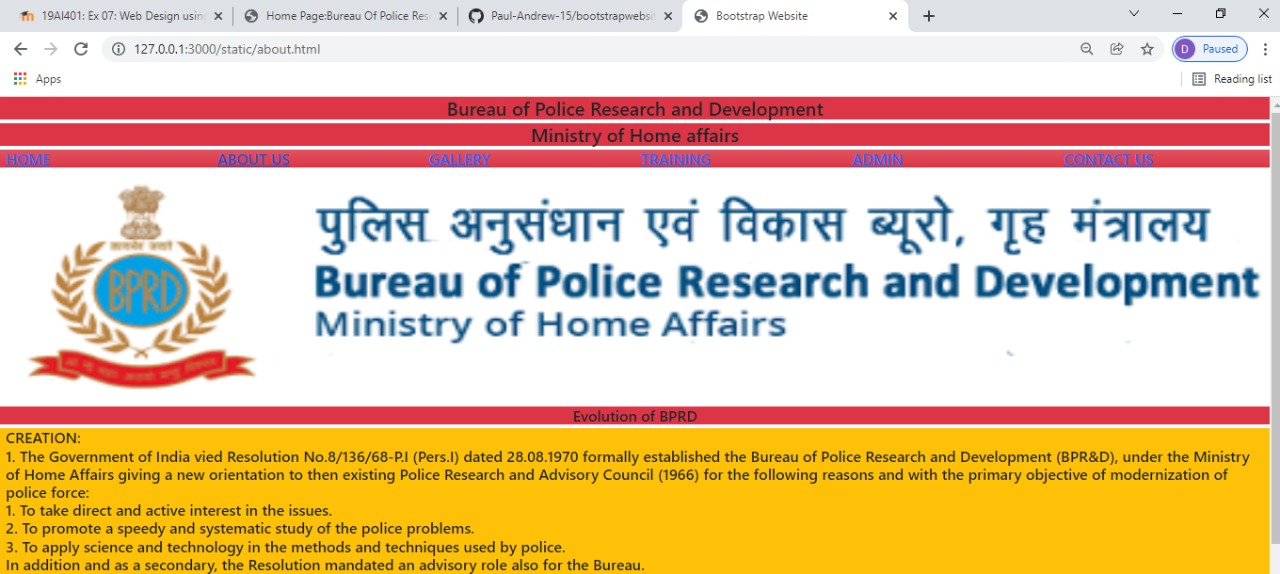 19AI401: Ex 07: Web Design usin
Home Page:Bureau Of Police Res
Paul-Andrew-15/bootstrapwebsit
Bootstrap Website
127.0.0.1:3000/static/about.html
D Paused
Apps
Reading list
Bureau of Police Research and Development
Ministry of Home affairs
HOME ABOUT US GALLERY TRAINING ADMIN CONTACT US
पुलिस अनुसंधान एवं विकास ब्यूरो, गृह मंत्रालय
BPRD
Bureau of Police Research and Development
Ministry of Home Affairs
Evolution of BPRD
CREATION:
1. The Government of India vied Resolution No.8/136/68-P.I (Pers.I) dated 28.08.1970 formally established the Bureau of Police Research and Development (BPR&D), under the Ministry
of Home Affairs giving a new orientation to then existing Police Research and Advisory Council (1966) for the following reasons and with the primary objective of modernization of
police force:
1. To take direct and active interest in the issues.
2. To promote a speedy and systematic study of the police problems.
3. To apply science and technology in the methods and techniques used by police.
In addition and as a secondary, the Resolution mandated an advisory role also for the Bureau.